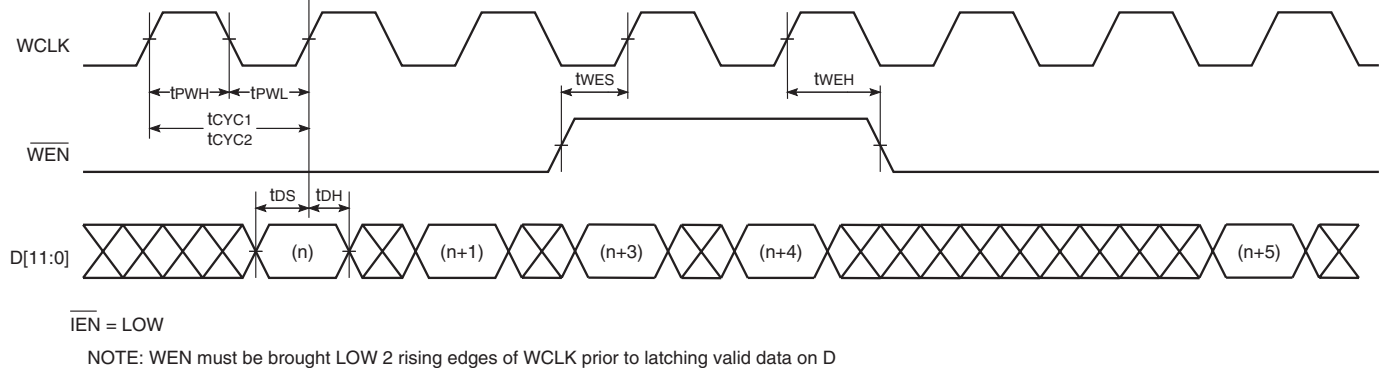 WCLK
tPWH
tPWL
tWES
tWEH
tCYC1
tCYC2
WEN
tDS
tDH
D[11:0]
(n)
(n+1)
(n+3)
(n+4)
(n+5)
IEN = LOW
NOTE: WEN must be brought LOW 2 rising edges of WCLK prior to latching valid data on D